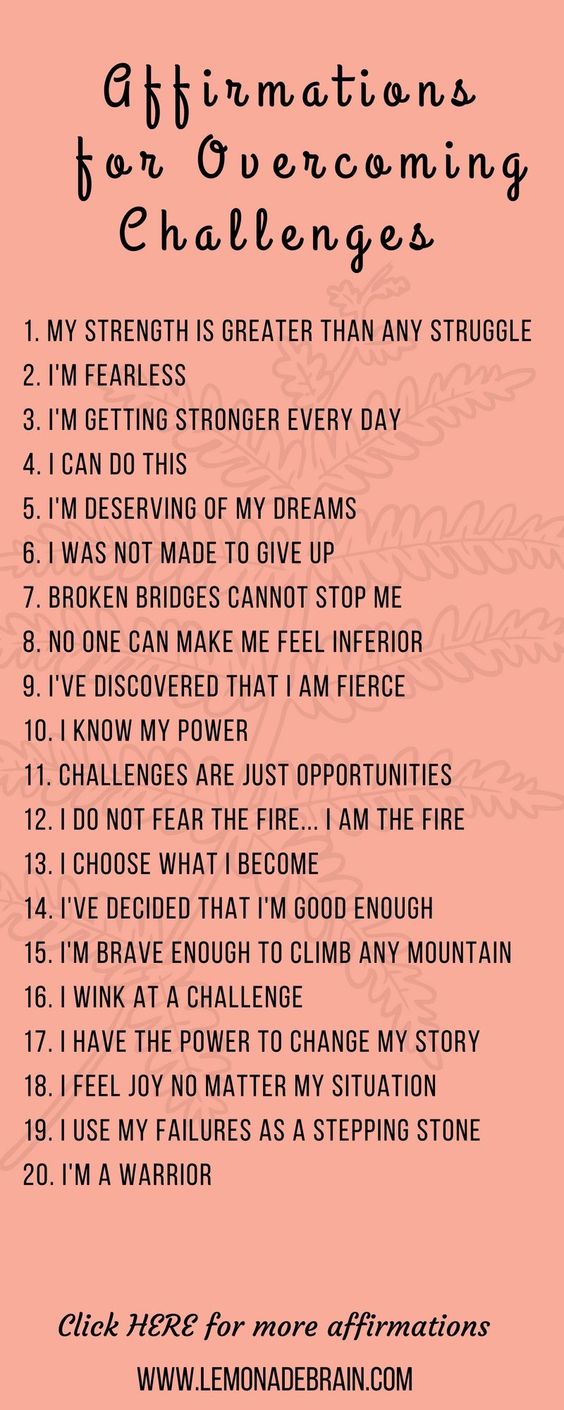 Affirmations
for Overcoming
Challenges
1. MY STRENGTH IS GREATER THAN ANY STRUGGLE
2. I'M FEARLESS
3. I'M GETTING STRONGER EVERY DAY
4. I CAN DO THIS
5. I'M DESERVING OF MY DREAMS
6. I WAS NOT MADE TO GIVE UP
7. BROKEN BRIDGES CANNOT STOP ME
8. NO ONE CAN MAKE ME FEEL INFERIOR
9. I'VE DISCOVERED THAT I AM FIERCE
10. I KNOW MY POWER
11. CHALLENGES ARE JUST OPPORTUNITIES
12. I DO NOT FEAR THE FIRE... I AM THE FIRE
13. I CHOOSE WHAT I BECOME
14. I'VE DECIDED THAT I'M GOOD ENOUGH
15. I'M BRAVE ENOUGH TO CLIMB ANY MOUNTAIN
16. I WINK AT A CHALLENGE
17. I HAVE THE POWER TO CHANGE MY STORY
18. I FEEL JOY NO MATTER MY SITUATION
19. I USE MY FAILURES AS A STEPPING STONE
20. I'M A WARRIOR
Click HERE for more affirmations
WWW.LEMONADEBRAIN.COM